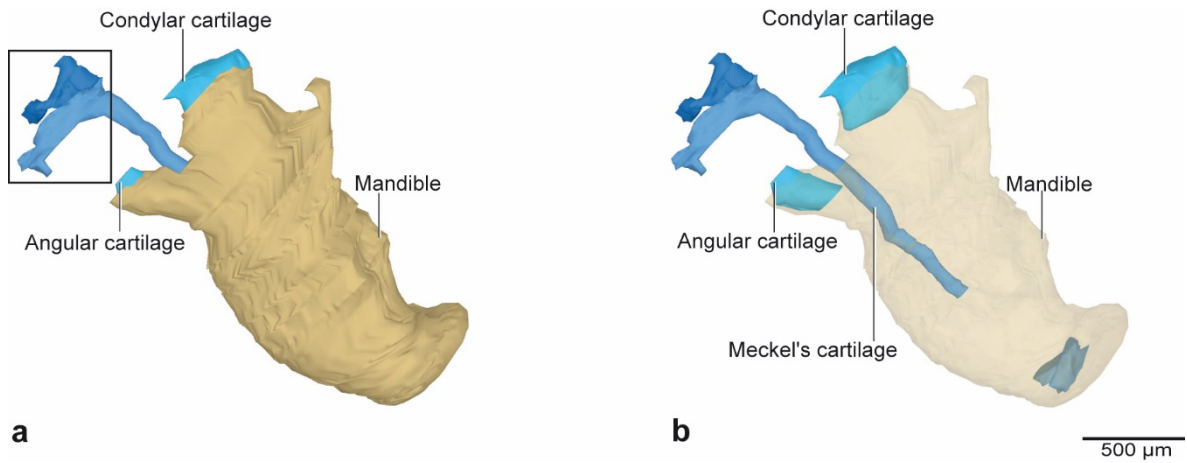 Condylar cartilage
Mandible
Angular cartilage
a
Condylar cartilage
Mandible
Angular cartilage
Meckel's cartilage
b
500 µm